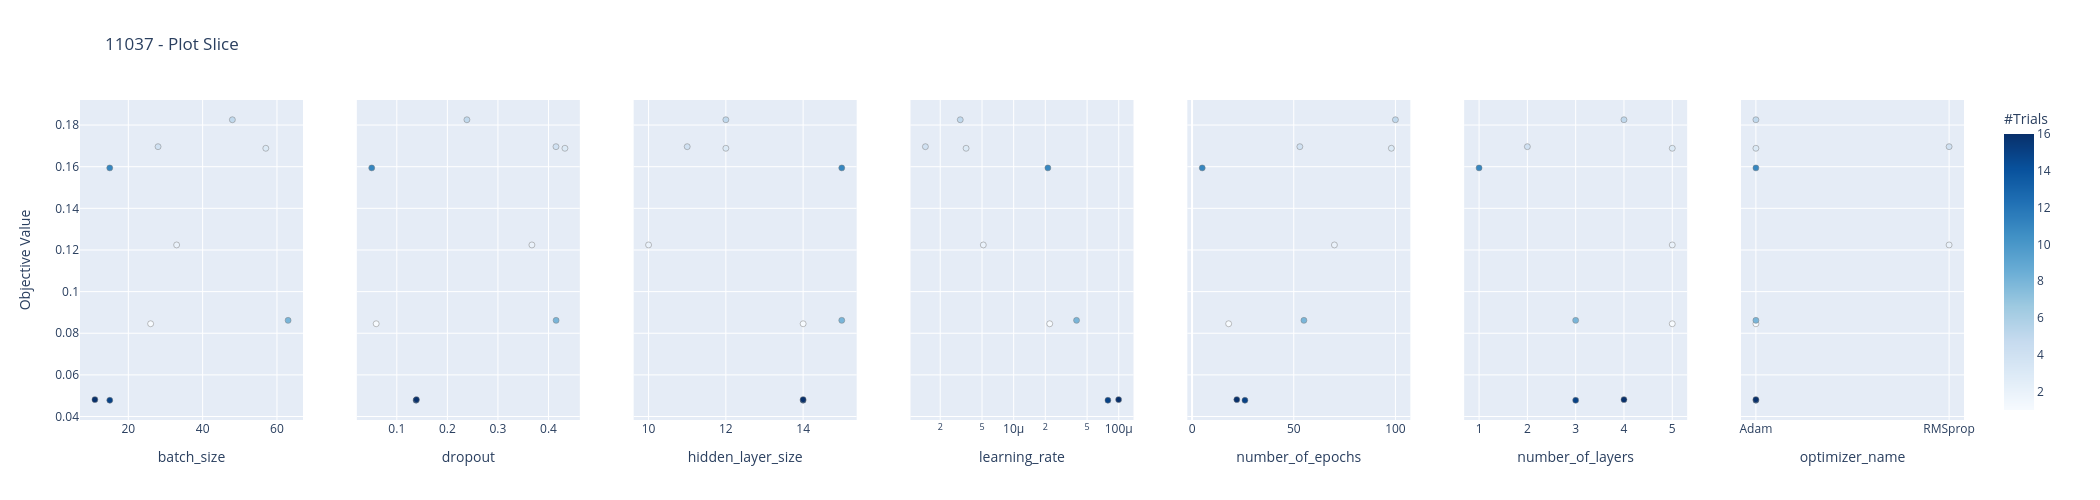 11037 - Plot Slice
Objective Value
0.18
0.16
0.14
0.12
0.1
0.08
0.06
0.04
20 40 60
batch_size
0.1 0.2 0.3 0.4
dropout
10 12 14
hidden_layer_size
2 5 10μ 2 5 100μ
learning_rate
0 50 100
number_of_epochs
1 2 3 4 5
number_of_layers
Adam RMSprop
optimizer_name
#Trials
16
14
12
10
8
6
4
2